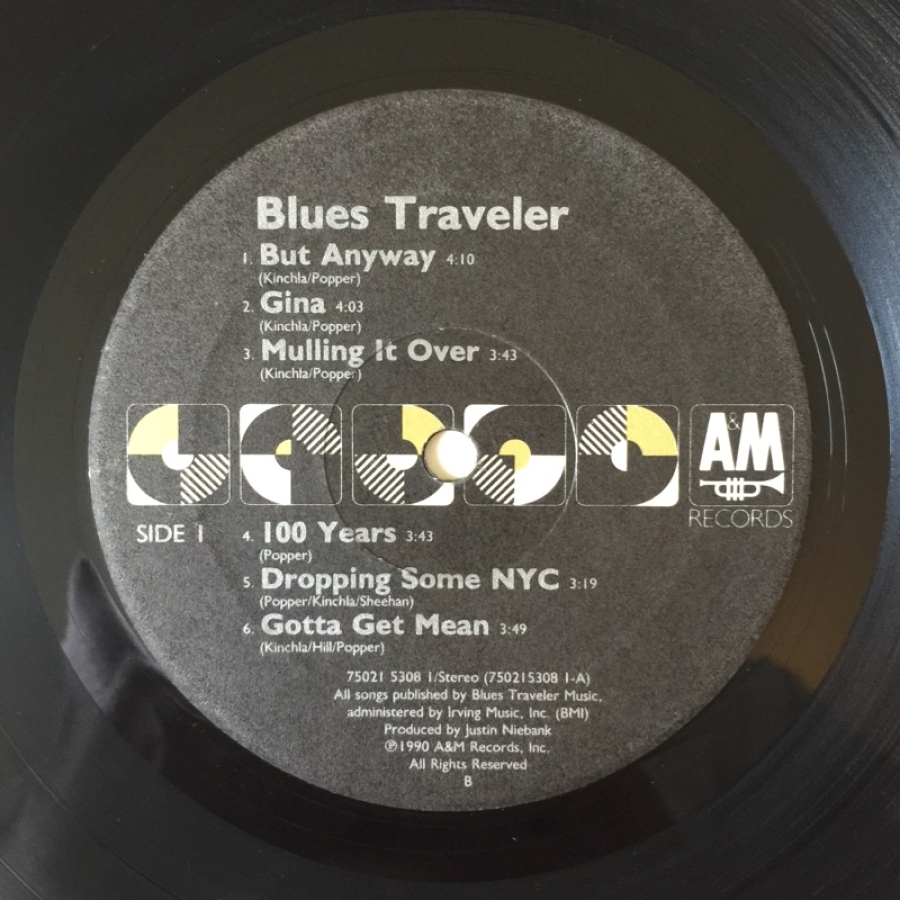 Blues Traveler
1. But Anyway 4:10
(Kinchla/Popper)
2. Gina 4:03
(Kinchla/Popper)
3. Mulling It Over 3:43
(Kinchla/Popper)
A&M
RECORDS
SIDE 1
4. 100 Years 3:43
(Popper)
5. Dropping Some NYC 3:19
(Popper/Kinchla/Sheehan)
6. Gotta Get Mean 3:49
(Kinchla/Hill/Popper)
75021 5308 1/Stereo (750215308 1-A)
All songs published by Blues Traveler Music,
administered by Irving Music, Inc. (BMI)
Produced by Justin Niebank
℗1990 A&M Records, Inc.
All Rights Reserved
B